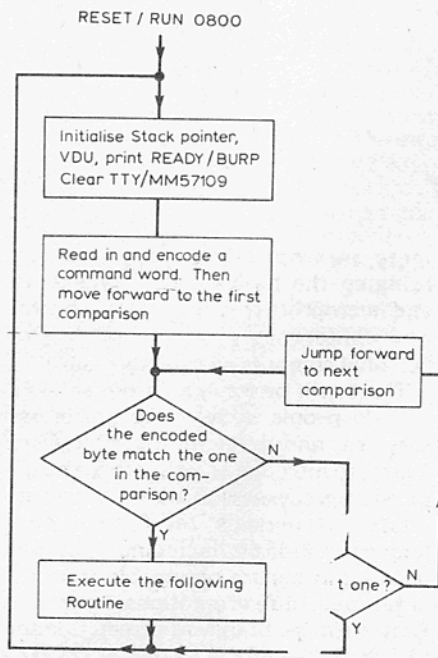 RESET / RUN 0800
Initialise Stack pointer,
VDU, print READY/BURP
Clear TTY/MM57109
Read in and encode a
command word. Then
move forward to the first
comparison
Jump forward
to next
comparison
Does
the encoded
byte match the one
in the com-
parison ?
N
Y
Execute the following
Routine
one ?
N
Y